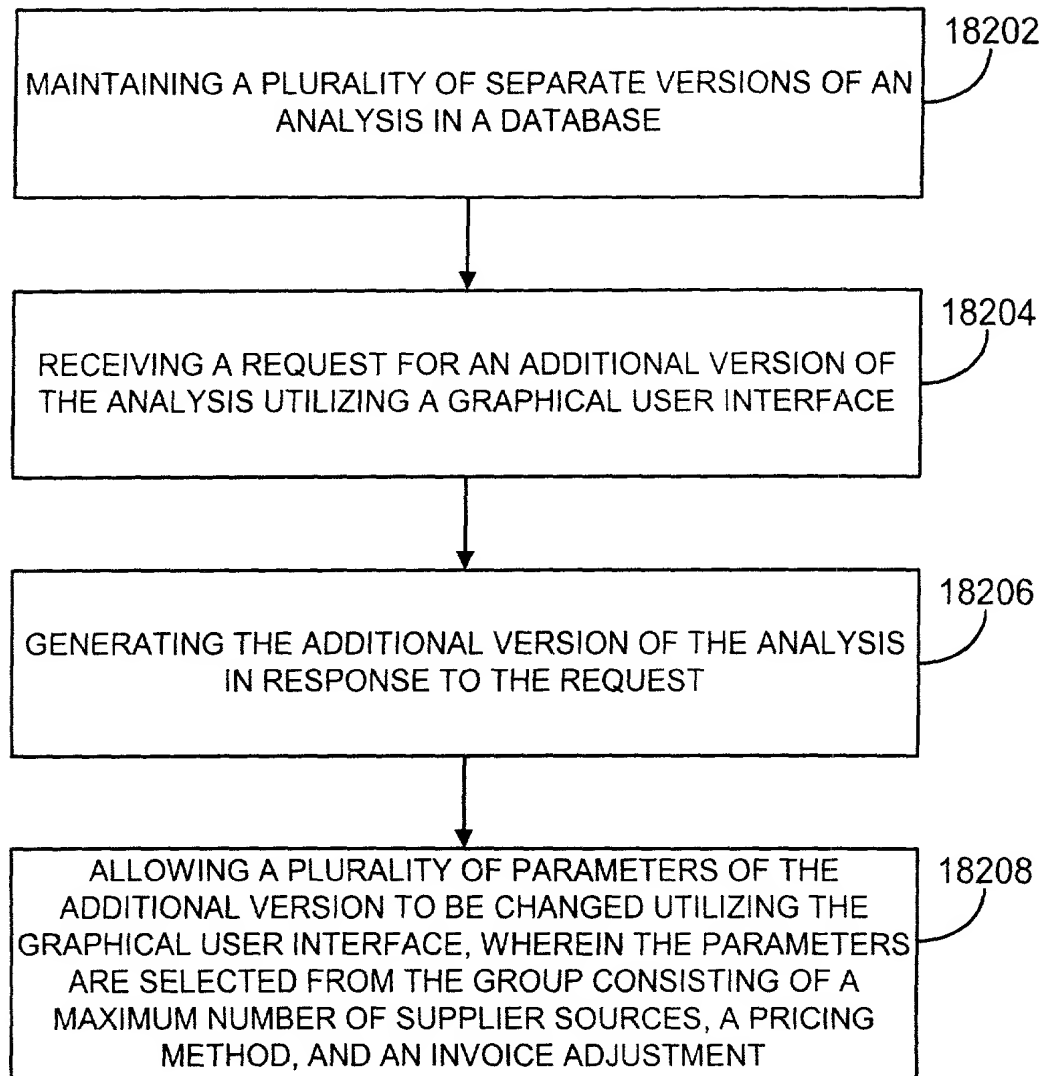 18202
MAINTAINING A PLURALITY OF SEPARATE VERSIONS OF AN
ANALYSIS IN A DATABASE
18204
RECEIVING A REQUEST FOR AN ADDITIONAL VERSION OF
THE ANALYSIS UTILIZING A GRAPHICAL USER INTERFACE
18206
GENERATING THE ADDITIONAL VERSION OF THE ANALYSIS
IN RESPONSE TO THE REQUEST
18208
ALLOWING A PLURALITY OF PARAMETERS OF THE
ADDITIONAL VERSION TO BE CHANGED UTILIZING THE
GRAPHICAL USER INTERFACE, WHEREIN THE PARAMETERS
ARE SELECTED FROM THE GROUP CONSISTING OF A
MAXIMUM NUMBER OF SUPPLIER SOURCES, A PRICING
METHOD, AND AN INVOICE ADJUSTMENT